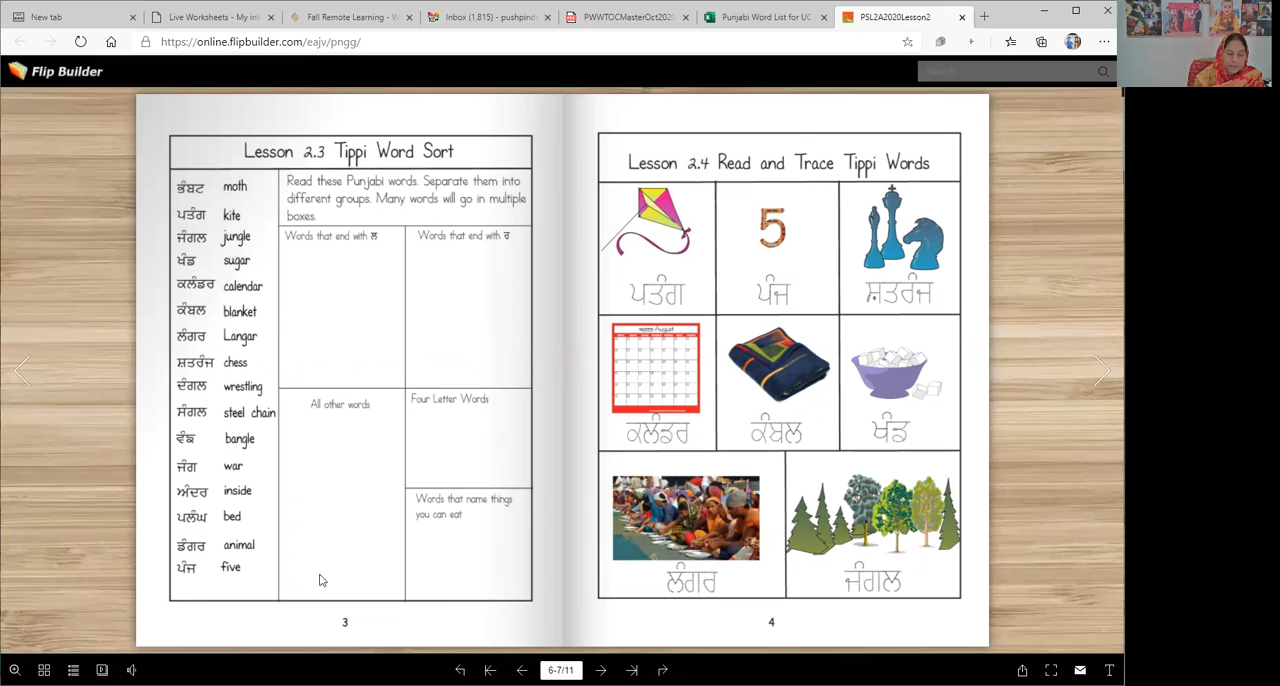 New tab
Live Worksheets - My int
Fall Remote Learning - W
Inbox (1,815) - pushpinde
PWWTOCMasterOct2020
Punjabi Word List for UC
PSL2A2020Lesson2
https://online.flipbuilder.com/eajv/pngg/
Flip Builder
Search
Lesson 2.3 Tippi Word Sort
ਭੰਬਟ moth
ਪਤੰਗ kite
ਜੰਗਲ jungle
ਖੰਡ sugar
ਕਲੰਡਰ calendar
ਕੰਬਲ blanket
ਲੰਗਰ Langar
ਸ਼ਤਰੰਜ chess
ਦੰਗਲ wrestling
ਸੰਗਲ steel chain
ਵੰਙ bangle
ਜੰਗ war
ਅੰਦਰ inside
ਪਲੰਘ bed
ਡੰਗਰ animal
ਪੰਜ five
Read these Punjabi words. Separate them into
different groups. Many words will go in multiple
boxes.
Words that end with ਲ
Words that end with ਰ
All other words
Four Letter Words
Words that name things
you can eat
3
Lesson 2.4 Read and Trace Tippi Words
5
ਪਤੰਗ
ਪੰਜ
ਸ਼ਤਰੰਜ
August
ਕਲੰਡਰ
ਕੰਬਲ
ਖੰਡ
ਲੰਗਰ
ਜੰਗਲ
4
6-7/11